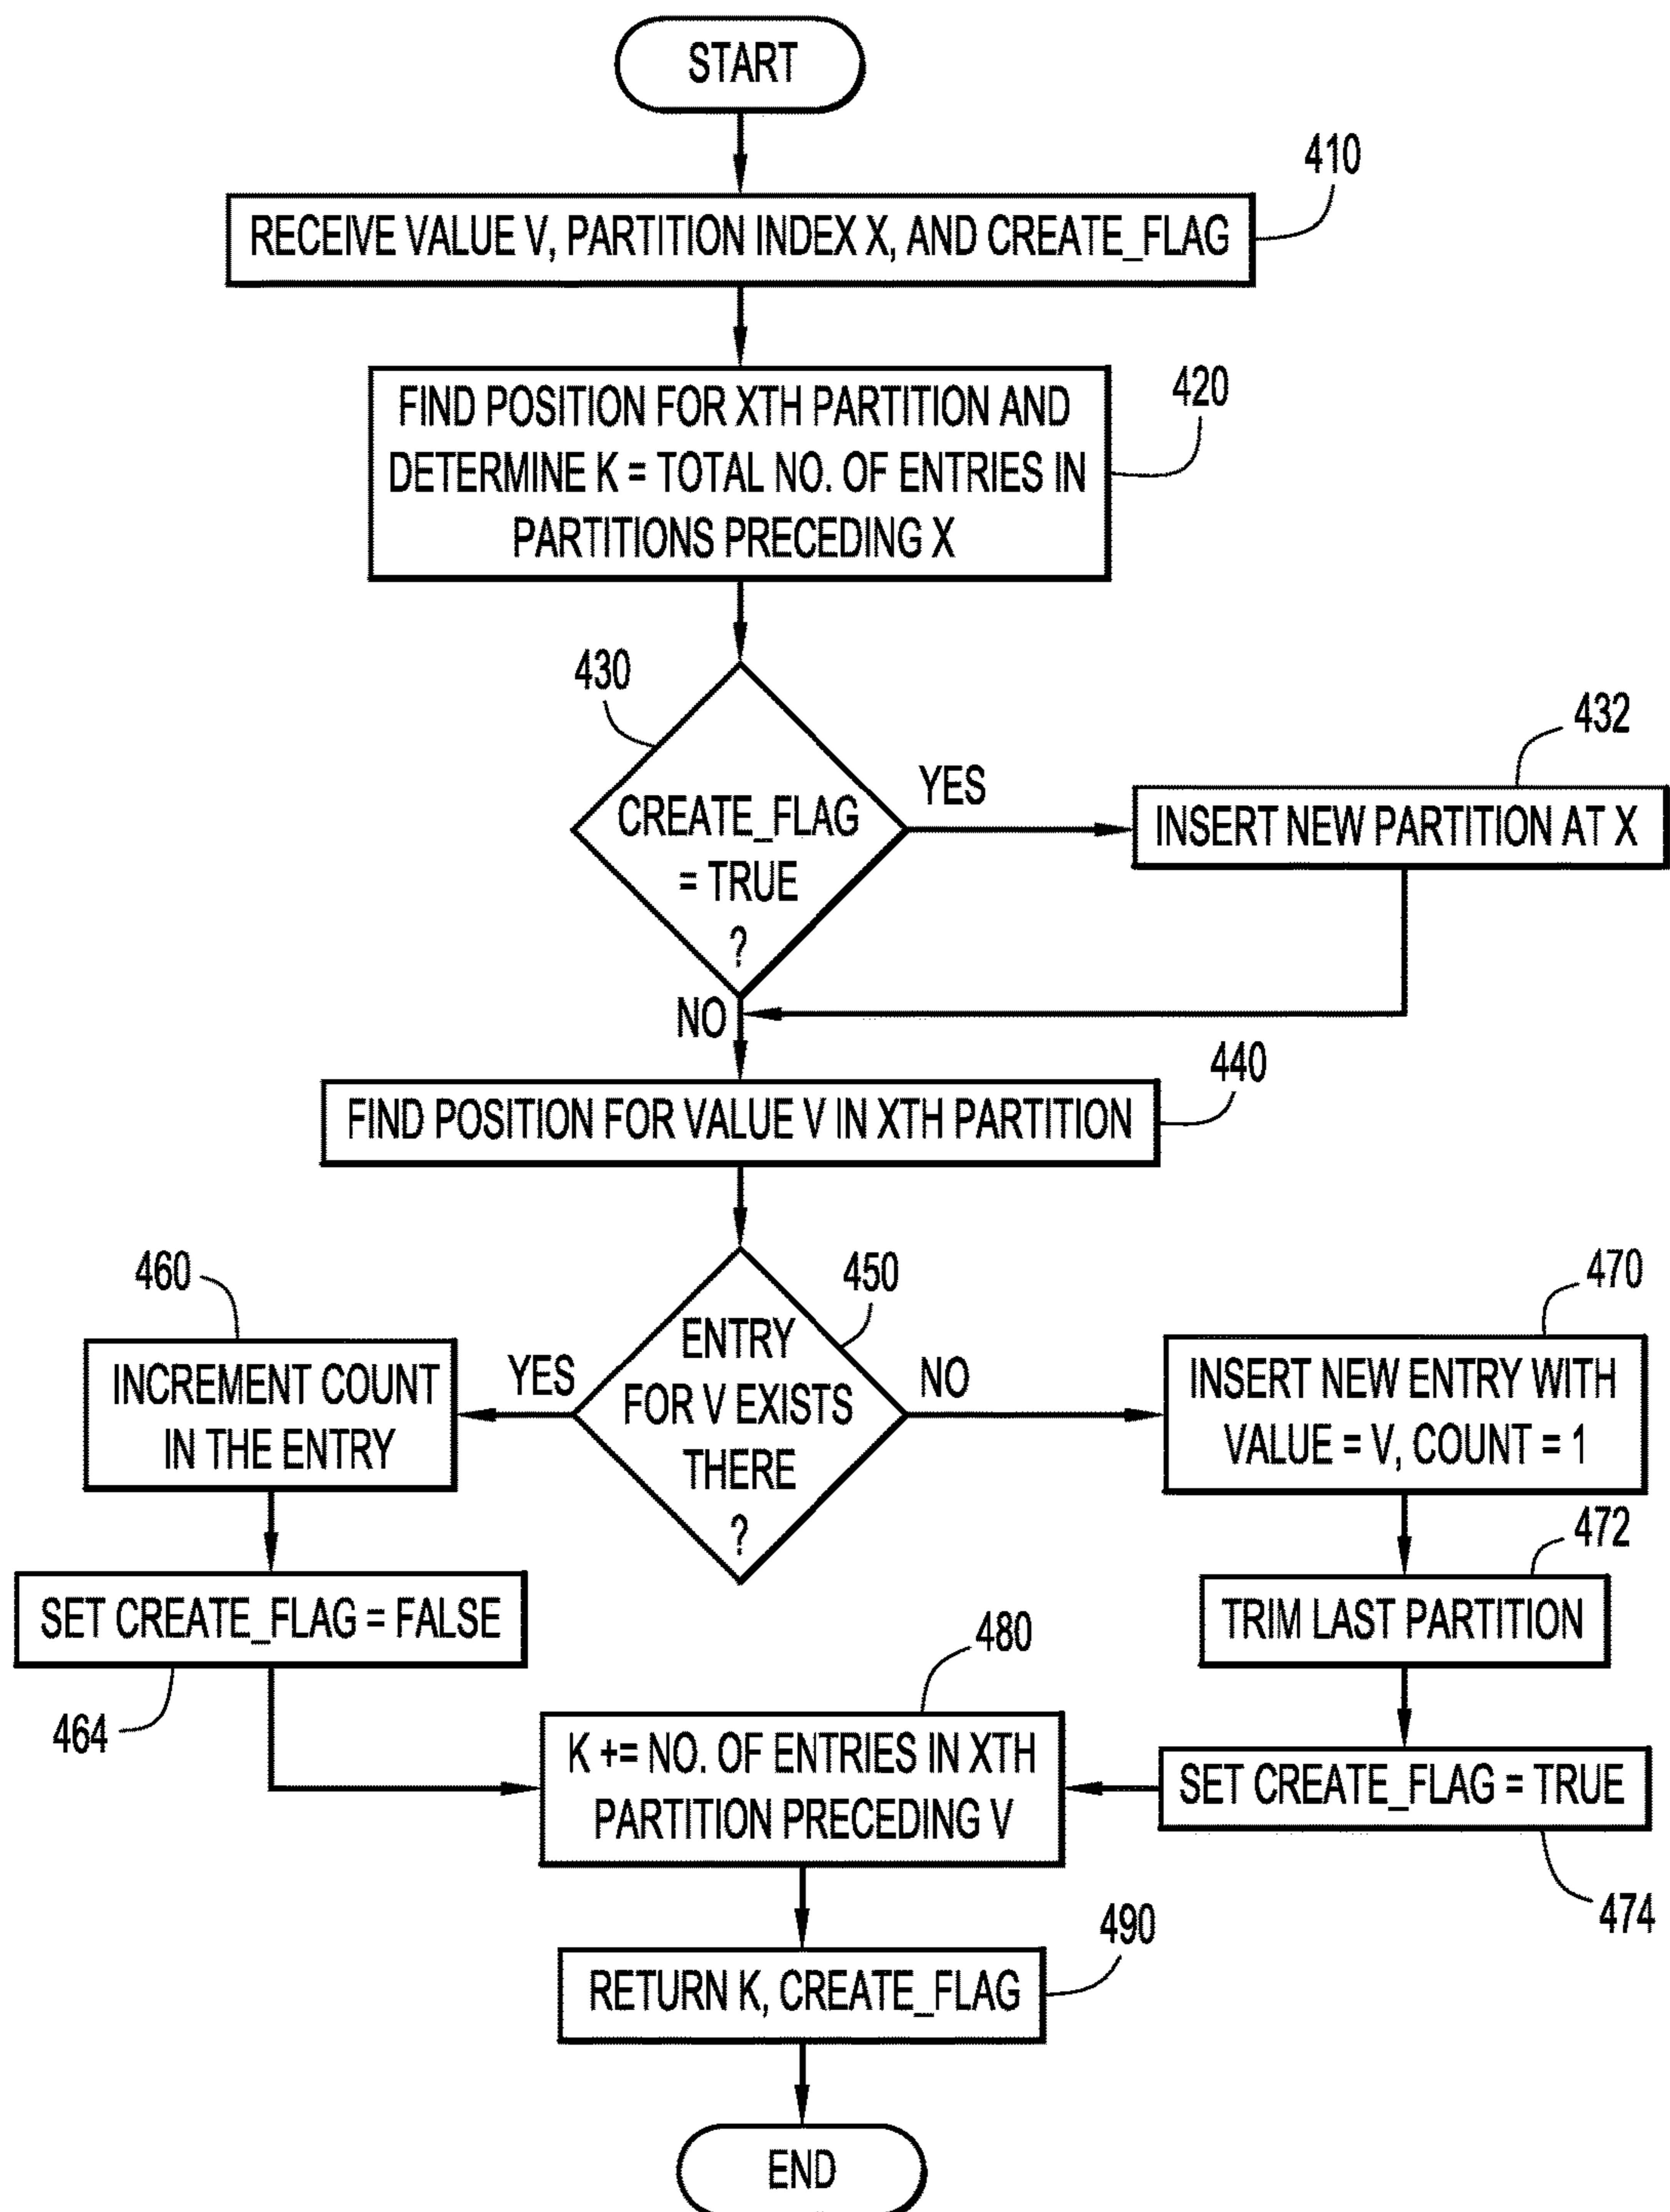 START
410
RECEIVE VALUE V, PARTITION INDEX X, AND CREATE_FLAG
420
FIND POSITION FOR XTH PARTITION AND
DETERMINE K = TOTAL NO. OF ENTRIES IN
PARTITIONS PRECEDING X
430
CREATE_FLAG
= TRUE
?
YES
432
INSERT NEW PARTITION AT X
NO
440
FIND POSITION FOR VALUE V IN XTH PARTITION
450
ENTRY
FOR V EXISTS
THERE
?
YES
460
INCREMENT COUNT
IN THE ENTRY
SET CREATE_FLAG = FALSE
464
NO
470
INSERT NEW ENTRY WITH
VALUE = V, COUNT = 1
472
TRIM LAST PARTITION
SET CREATE_FLAG = TRUE
474
480
K += NO. OF ENTRIES IN XTH
PARTITION PRECEDING V
490
RETURN K, CREATE_FLAG
END